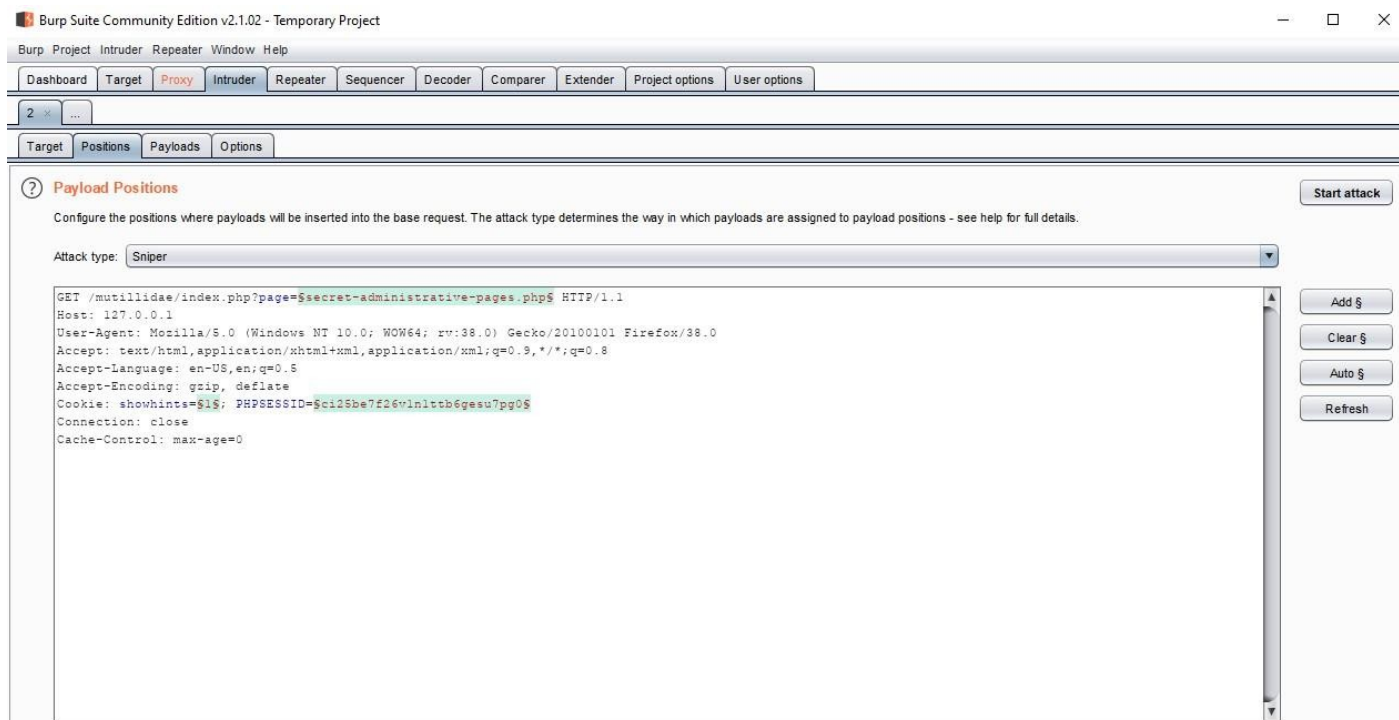 Burp Suite Community Edition v2.1.02 - Temporary Project
Burp Project Intruder Repeater Window Help
Dashboard Target Proxy Intruder Repeater Sequencer Decoder Comparer Extender Project options User options
2 × ...
Target Positions Payloads Options
? Payload Positions
Start attack
Configure the positions where payloads will be inserted into the base request. The attack type determines the way in which payloads are assigned to payload positions - see help for full details.
Attack type: Sniper
GET /mutillidae/index.php?page=§secret-administrative-pages.php§ HTTP/1.1
Host: 127.0.0.1
User-Agent: Mozilla/5.0 (Windows NT 10.0; WOW64; rv:38.0) Gecko/20100101 Firefox/38.0
Accept: text/html,application/xhtml+xml,application/xml;q=0.9,*/*;q=0.8
Accept-Language: en-US,en;q=0.5
Accept-Encoding: gzip, deflate
Cookie: showhints=§1§; PHPSESSID=§ci25be7f26v1n1ttb6gesu7pg0§
Connection: close
Cache-Control: max-age=0
Add §
Clear §
Auto §
Refresh